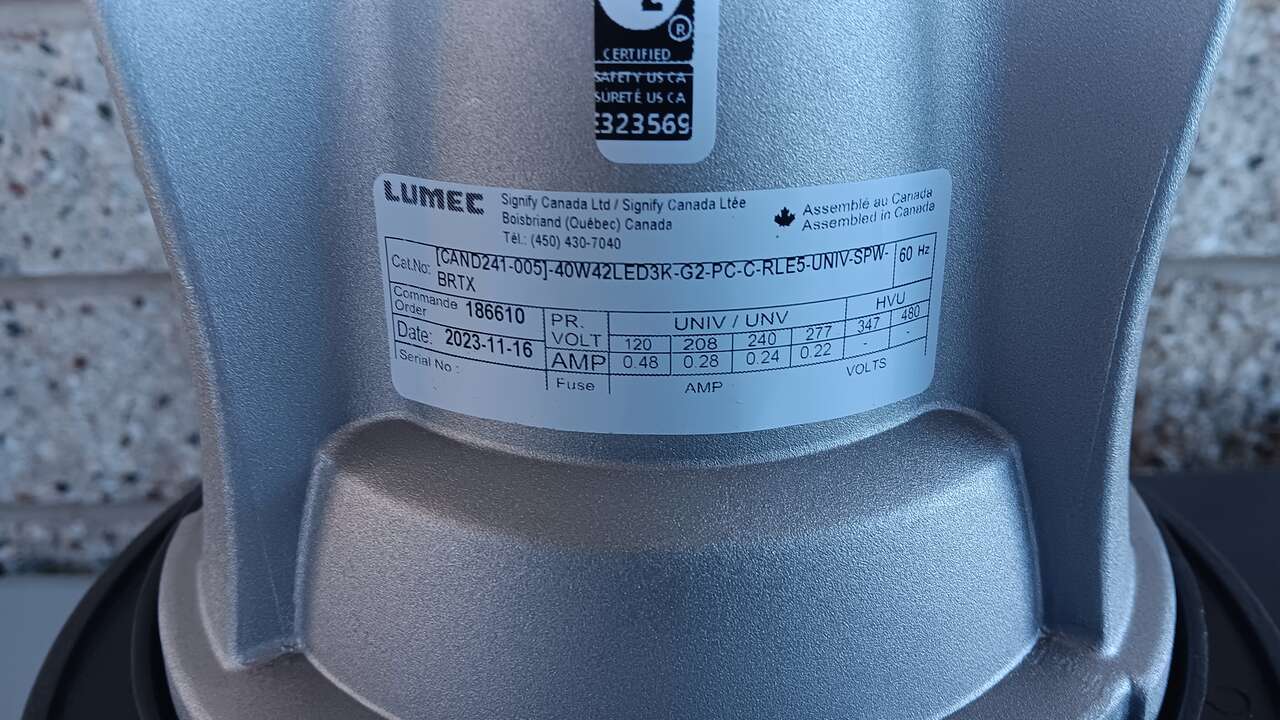 2
®
CERTIFIED
SAFETY US CA
SÛRETÉ US CA
E323569
LUMEC
Signify Canada Ltd / Signify Canada Ltée
Boisbriand (Québec) Canada
Tél.: (450) 430-7040
Assemblé au Canada
Assembled in Canada
Cat.No: [CAND241-005]-40W42LED3K-G2-PC-C-RLE5-UNIV-SPW-
BRTX
60 Hz
Commande
Order 186610
Date: 2023-11-16
Serial No :
PR.
VOLT
UNIV / UNV HVU
120 208 240 277 347 480
AMP 0.48 0.28 0.24 0.22 - -
Fuse AMP VOLTS